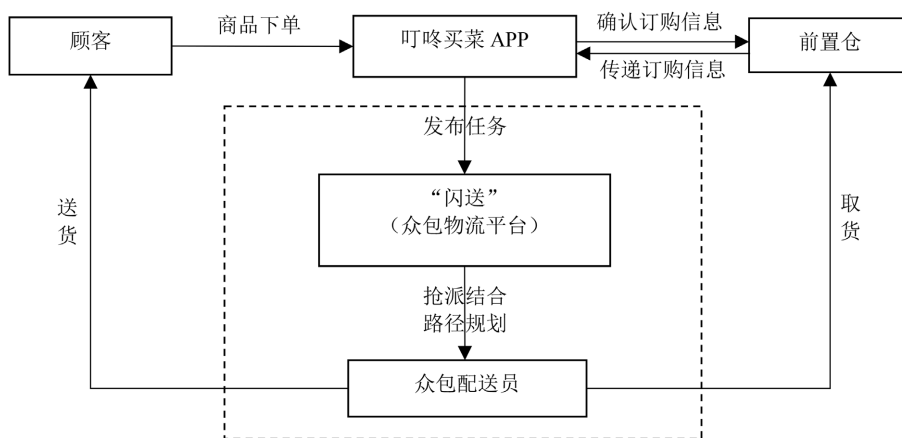 商品下单
确认订购信息
顾客
叮咚买菜 APP
前置仓
传递订购信息
发布任务
“闪送”
（众包物流平台）
送
货
取
货
抢派结合
路径规划
众包配送员